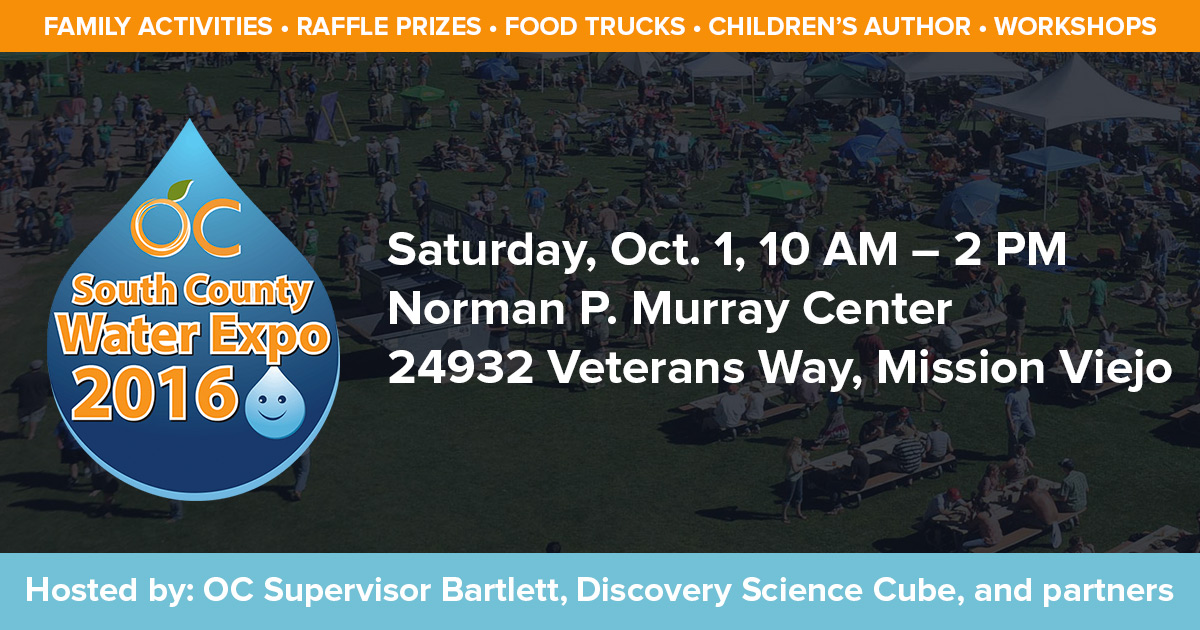 FAMILY ACTIVITIES • RAFFLE PRIZES • FOOD TRUCKS • CHILDREN’S AUTHOR • WORKSHOPS
OC
South County
Water Expo
2016
Saturday, Oct. 1, 10 AM – 2 PM
Norman P. Murray Center
24932 Veterans Way, Mission Viejo
Hosted by: OC Supervisor Bartlett, Discovery Science Cube, and partners